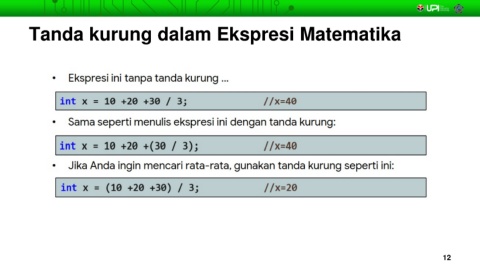 UPI
Tanda kurung dalam Ekspresi Matematika
• Ekspresi ini tanpa tanda kurung ...
int x = 10 +20 +30 / 3; //x=40
• Sama seperti menulis ekspresi ini dengan tanda kurung:
int x = 10 +20 +(30 / 3); //x=40
• Jika Anda ingin mencari rata-rata, gunakan tanda kurung seperti ini:
int x = (10 +20 +30) / 3; //x=20
12